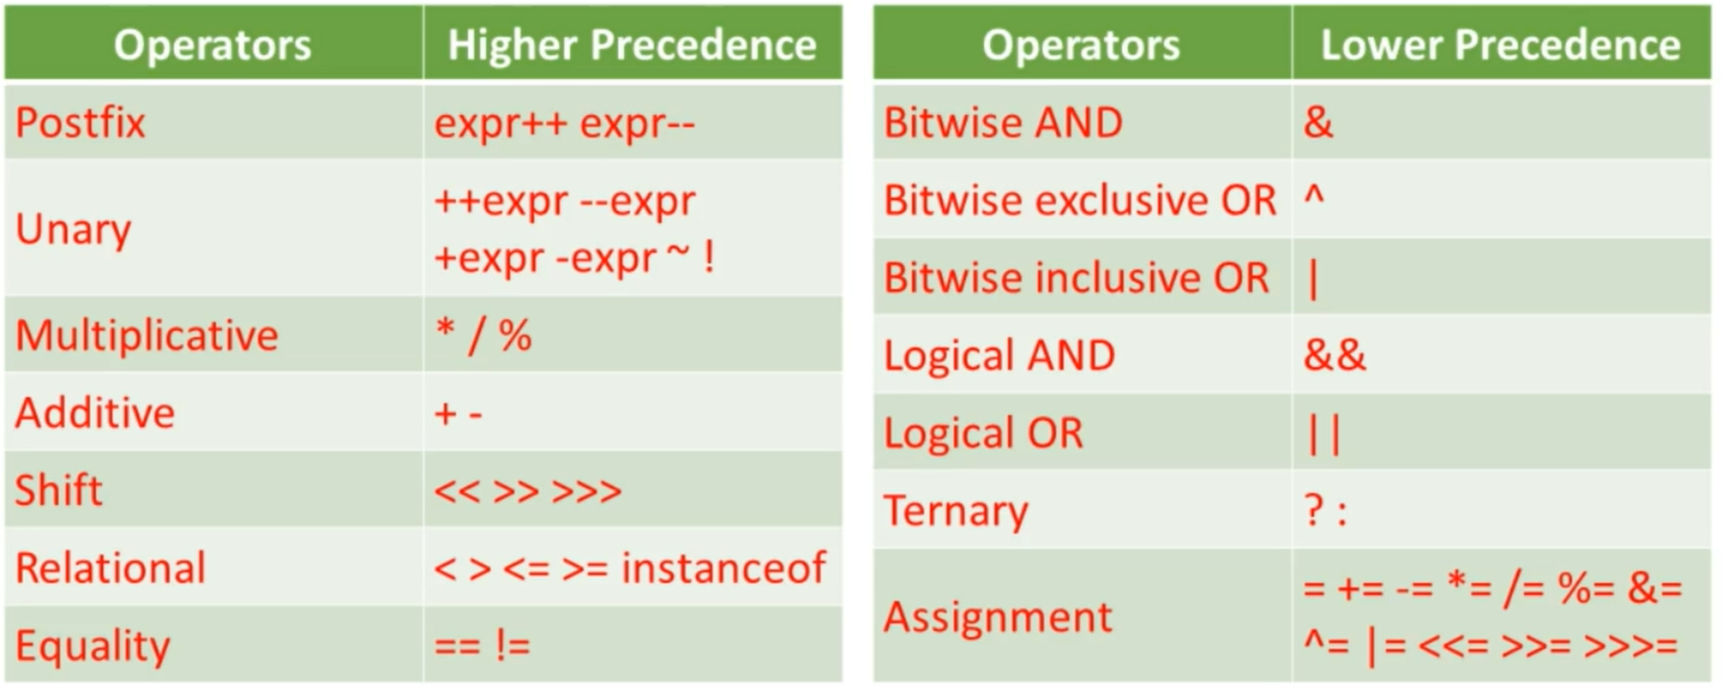 Operators Higher Precedence
Postfix expr++ expr--
Unary ++expr --expr
+expr -expr ~ !
Multiplicative * / %
Additive + -
Shift << >> >>>
Relational < > <= >= instanceof
Equality == !=
Operators Lower Precedence
Bitwise AND &
Bitwise exclusive OR ^
Bitwise inclusive OR |
Logical AND &&
Logical OR ||
Ternary ? :
Assignment = += -= *= /= %= &=
^= |= <<= >>= >>>=